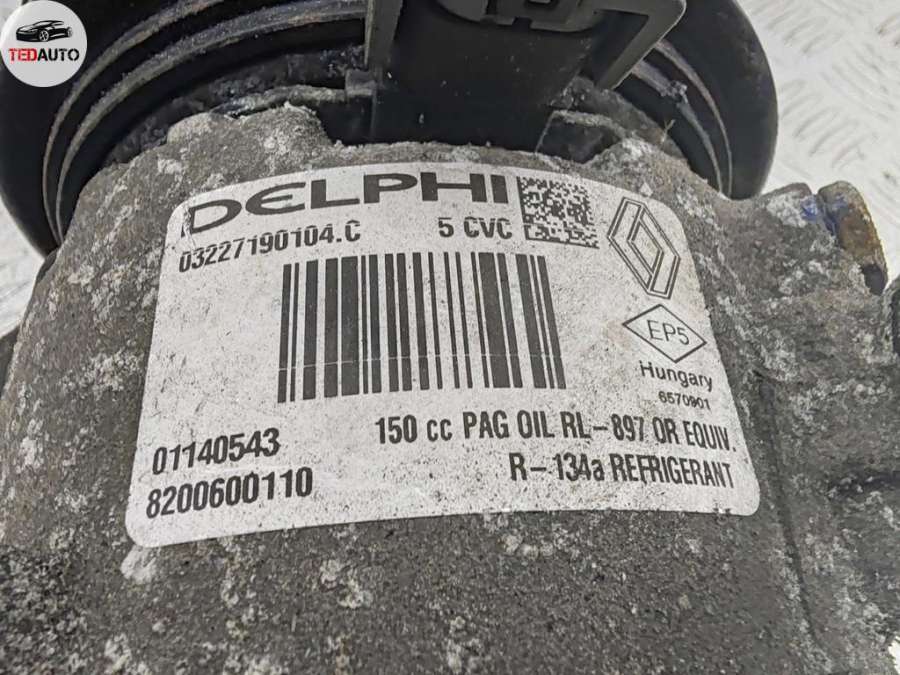 TEDAUTO
DELPHI
03227190104.C 5 CVC
EP5
Hungary
6570901
01140543
150 cc PAG OIL RL-897 OR EQUIV.
8200600110
R-134a REFRIGERANT